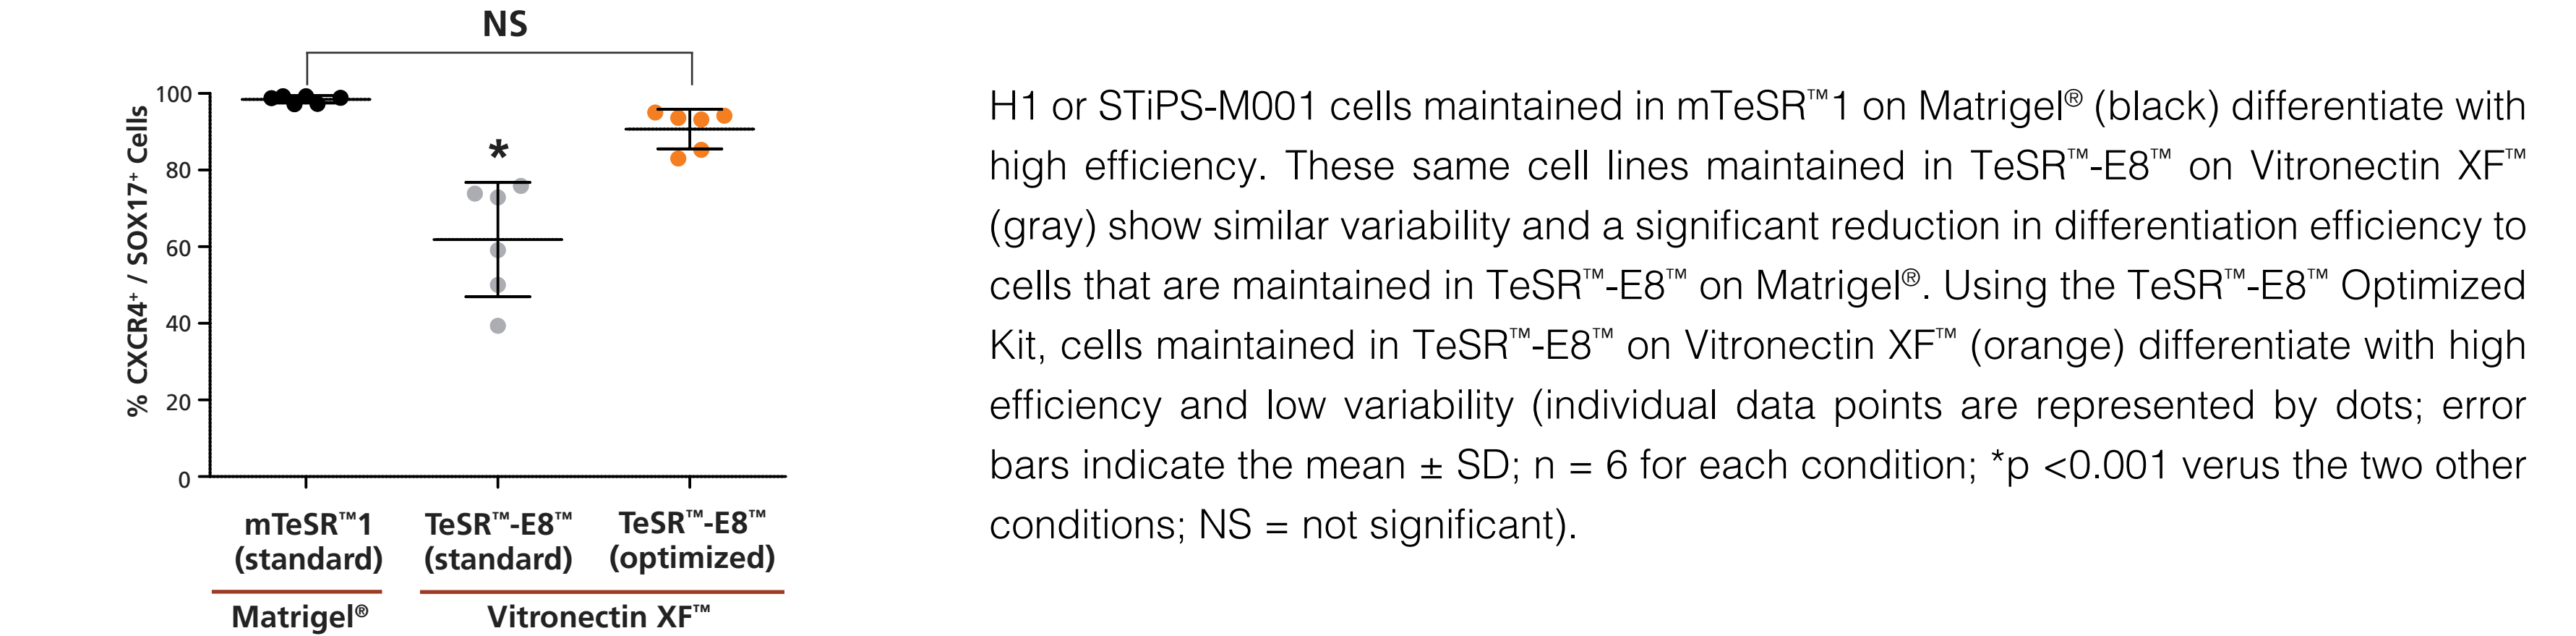 NS
100
80
60
40
20
0
% CXCR4⁺ / SOX17⁺ Cells
*
mTeSR™1 (standard)
TeSR™-E8™ (standard)
TeSR™-E8™ (optimized)
Matrigel®
Vitronectin XF™
H1 or STiPS-M001 cells maintained in mTeSR™1 on Matrigel® (black) differentiate with
high efficiency. These same cell lines maintained in TeSR™-E8™ on Vitronectin XF™
(gray) show similar variability and a significant reduction in differentiation efficiency to
cells that are maintained in TeSR™-E8™ on Matrigel®. Using the TeSR™-E8™ Optimized
Kit, cells maintained in TeSR™-E8™ on Vitronectin XF™ (orange) differentiate with high
efficiency and low variability (individual data points are represented by dots; error
bars indicate the mean ± SD; n = 6 for each condition; *p <0.001 verus the two other
conditions; NS = not significant).